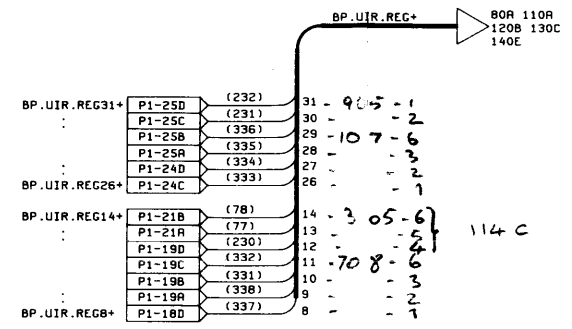 BP.UIR.REG+
80A 110A
120B 130C
140E
BP.UIR.REG31+ P1-25D (232) 31 - 965 - 1
: P1-25C (231) 30 - - 2
P1-25B (336) 29 - 107 - 6
P1-25A (335) 28 - - 3
: P1-24D (334) 27 - 2
BP.UIR.REG26+ P1-24C (333) 26 - 1
BP.UIR.REG14+ P1-21B (78) 14 - 305 - 6
: P1-21A (77) 13 - - 5 114 C
P1-19D (230) 12 - - 4
P1-19C (332) 11 - 708 - 6
P1-19B (331) 10 - - 3
: P1-19A (338) 9 - - 2
BP.UIR.REG8+ P1-18D (337) 8 - - 1